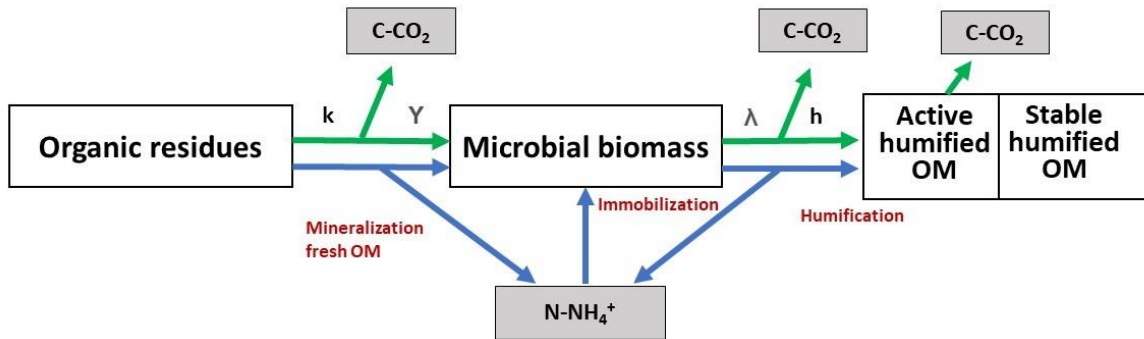 C-CO₂
C-CO₂
C-CO₂
k
Y
λ
h
Organic residues
Microbial biomass
Active
humified
OM
Stable
humified
OM
Mineralization
fresh OM
Immobilization
Humification
N-NH₄⁺